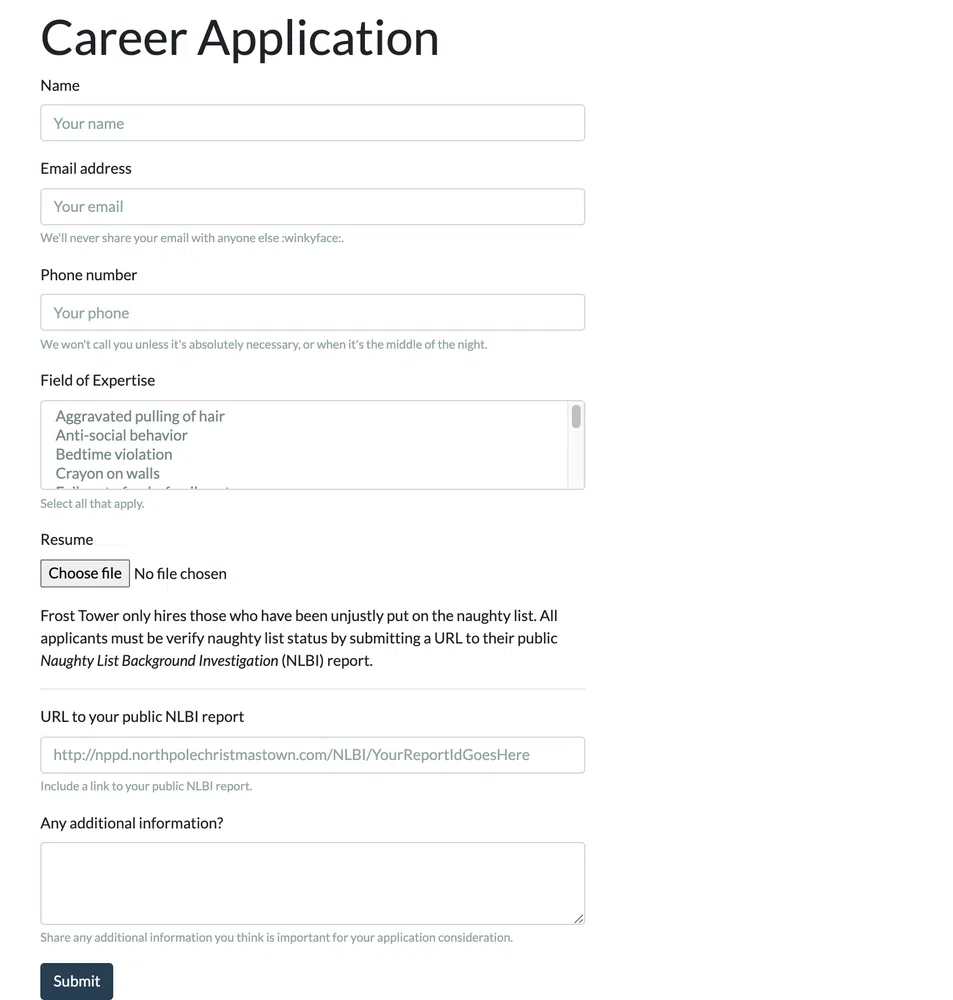 Career Application
Name
Your name
Email address
Your email
We'll never share your email with anyone else :winkyface:.
Phone number
Your phone
We won't call you unless it's absolutely necessary, or when it's the middle of the night.
Field of Expertise
Aggravated pulling of hair
Anti-social behavior
Bedtime violation
Crayon on walls
Select all that apply.
Resume
Choose file No file chosen
Frost Tower only hires those who have been unjustly put on the naughty list. All
applicants must be verify naughty list status by submitting a URL to their public
Naughty List Background Investigation (NLBI) report.
URL to your public NLBI report
http://nppd.northpolechristmastown.com/NLBI/YourReportIdGoesHere
Include a link to your public NLBI report.
Any additional information?
Share any additional information you think is important for your application consideration.
Submit